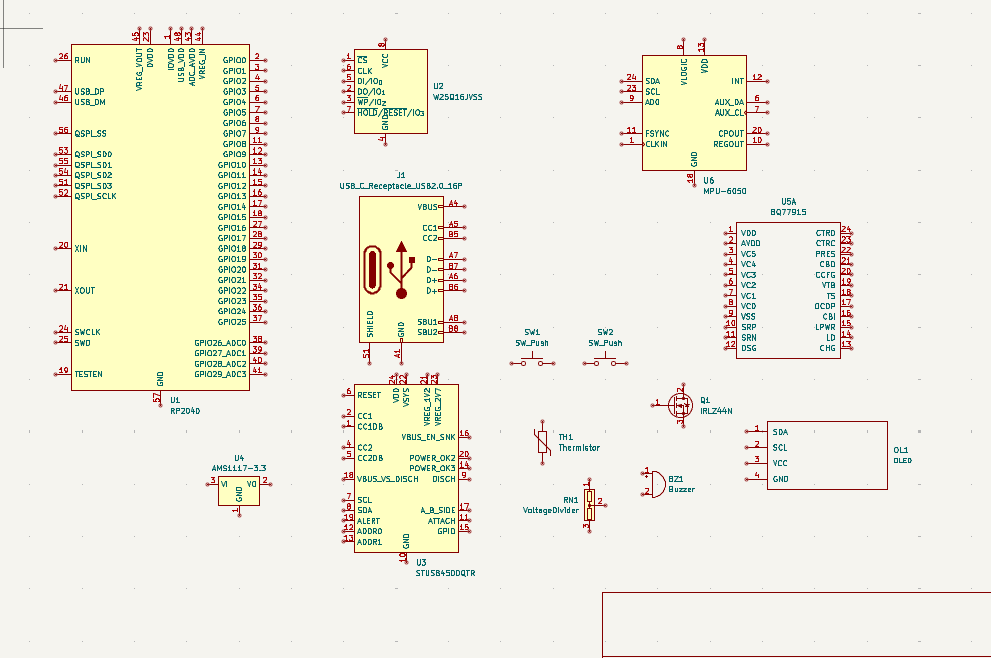 45 VREG_VOUT
23 DVDD
1 IOVDD
48 USB_VDD
43 ADC_AVDD
44 VREG_IN
26 RUN
47 USB_DP
46 USB_DM
56 QSPI_SS
53 QSPI_SD0
55 QSPI_SD1
54 QSPI_SD2
51 QSPI_SD3
52 QSPI_SCLK
20 XIN
21 XOUT
24 SWCLK
25 SWD
19 TESTEN
GPIO0 2
GPIO1 3
GPIO2 4
GPIO3 5
GPIO4 6
GPIO5 7
GPIO6 8
GPIO7 9
GPIO8 11
GPIO9 12
GPIO10 13
GPIO11 14
GPIO12 15
GPIO13 16
GPIO14 17
GPIO15 18
GPIO16 27
GPIO17 28
GPIO18 29
GPIO19 30
GPIO20 31
GPIO21 32
GPIO22 34
GPIO23 35
GPIO24 36
GPIO25 37
GPIO26_ADC0 38
GPIO27_ADC1 39
GPIO28_ADC2 40
GPIO29_ADC3 41
GND
57
U1
RP2040
8
VCC
1 CS
6 CLK
5 DI/IO0
2 DO/IO1
3 WP/IO2
7 HOLD/RESET/IO3
GND
4
U2
W25Q16JVSS
J1
USB_C_Receptacle_USB2.0_16P
VBUS A4
CC1 A5
CC2 B5
D- A7
D- B7
D+ A6
D+ B6
SBU1 A8
SBU2 B8
SHIELD
GND
S1
A1
24 VDD
22 VSYS
21 VREG_1V2
23 VREG_2V7
6 RESET
2 CC1
1 CC1DB
4 CC2
5 CC2DB
18 VBUS_VS_DISCH
7 SCL
8 SDA
19 ALERT
12 ADDR0
13 ADDR1
VBUS_EN_SNK 16
POWER_OK2 20
POWER_OK3 14
DISCH 9
A_B_SIDE 17
ATTACH 11
GPIO 15
GND
10
U3
STUSB4500QTR
U4
AMS1117-3.3
3 VI
VO 2
GND
1
SW1
SW_Push
SW2
SW_Push
TH1
Thermistor
RN1
VoltageDivider
1
2
3
1
2
BZ1
Buzzer
1
2
3
Q1
IRLZ44N
8 VLOGIC
13 VDD
24 SDA
23 SCL
9 AD0
11 FSYNC
1 CLKIN
INT 12
AUX_DA 6
AUX_CL 7
CPOUT 20
REGOUT 10
GND
18
U6
MPU-6050
U5A
BQ77915
1 VDD
2 AVDD
3 VC5
4 VC4
5 VC3
6 VC2
7 VC1
8 VC0
9 VSS
10 SRP
11 SRN
12 DSG
CTRD 24
CTRC 23
PRES 22
CBO 21
CCFG 20
VTB 19
TS 18
OCDP 17
CBI 16
LPWR 15
LD 14
CHG 13
1 SDA
2 SCL
3 VCC
4 GND
OL1
OLED